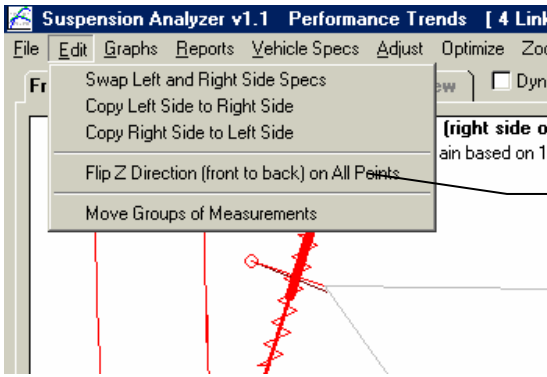 Suspension Analyzer v1.1 Performance Trends [ 4 Link
File Edit Graphs Reports Vehicle Specs Adjust Optimize Zoo
Fr ew Dyn
Swap Left and Right Side Specs
Copy Left Side to Right Side
Copy Right Side to Left Side
(right side o
ain based on 1
Flip Z Direction (front to back) on All Points
Move Groups of Measurements